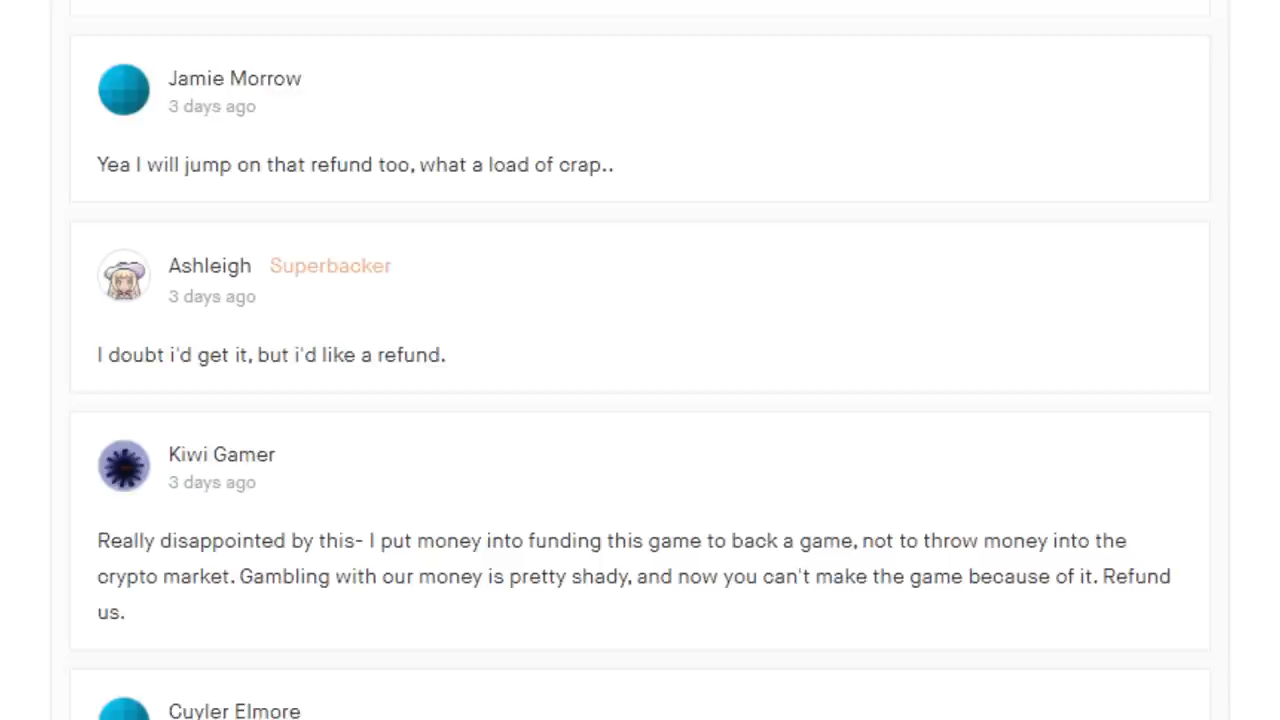 Jamie Morrow
3 days ago
Yea I will jump on that refund too, what a load of crap..
Ashleigh Superbacker
3 days ago
I doubt i'd get it, but i'd like a refund.
Kiwi Gamer
3 days ago
Really disappointed by this- I put money into funding this game to back a game, not to throw money into the
crypto market. Gambling with our money is pretty shady, and now you can't make the game because of it. Refund
us.
Cuyler Elmore